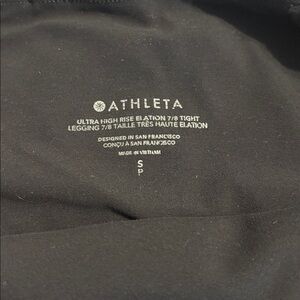 ATHLETA
ULTRA HIGH RISE ELATION 7/8 TIGHT
LEGGING 7/8 TAILLE TRÈS HAUTE ELATION
DESIGNED IN SAN FRANCISCO
CONÇU À SAN FRANCISCO
MADE IN VIETNAM
S
P